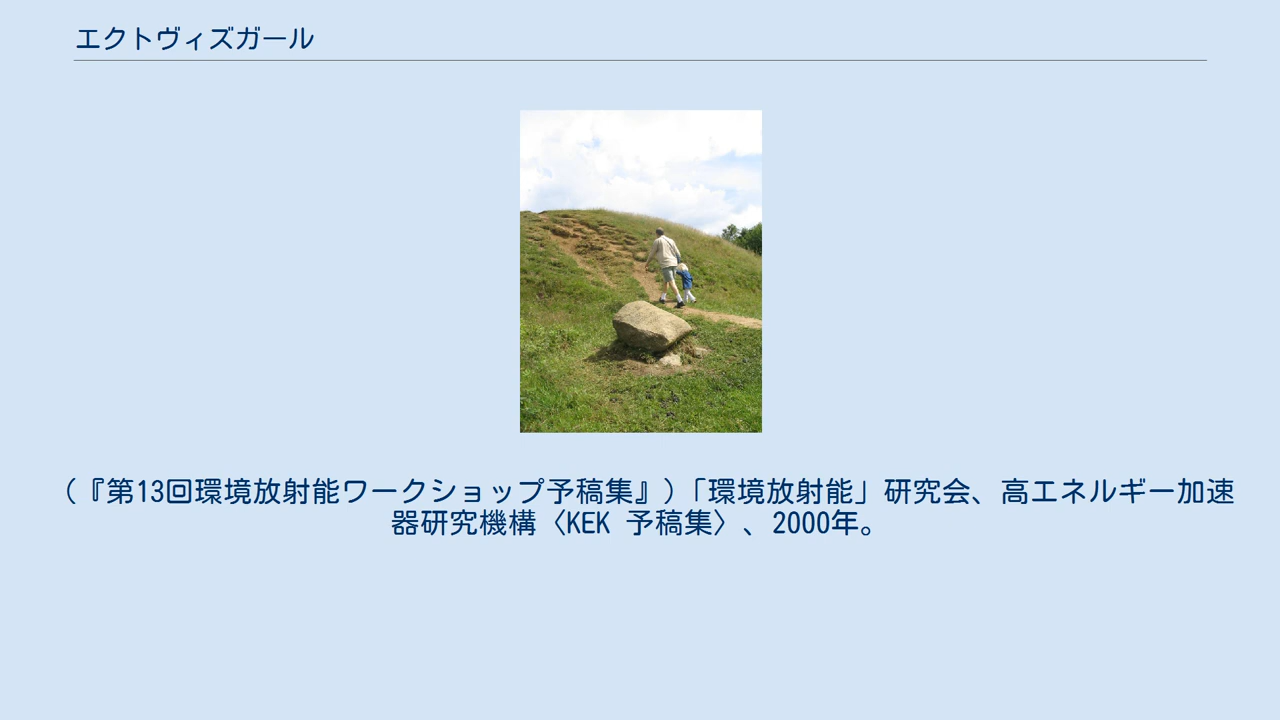 エクトヴィズガール
（『第13回環境放射能ワークショップ予稿集』）「環境放射能」研究会、高エネルギー加速
器研究機構〈KEK 予稿集〉、2000年。